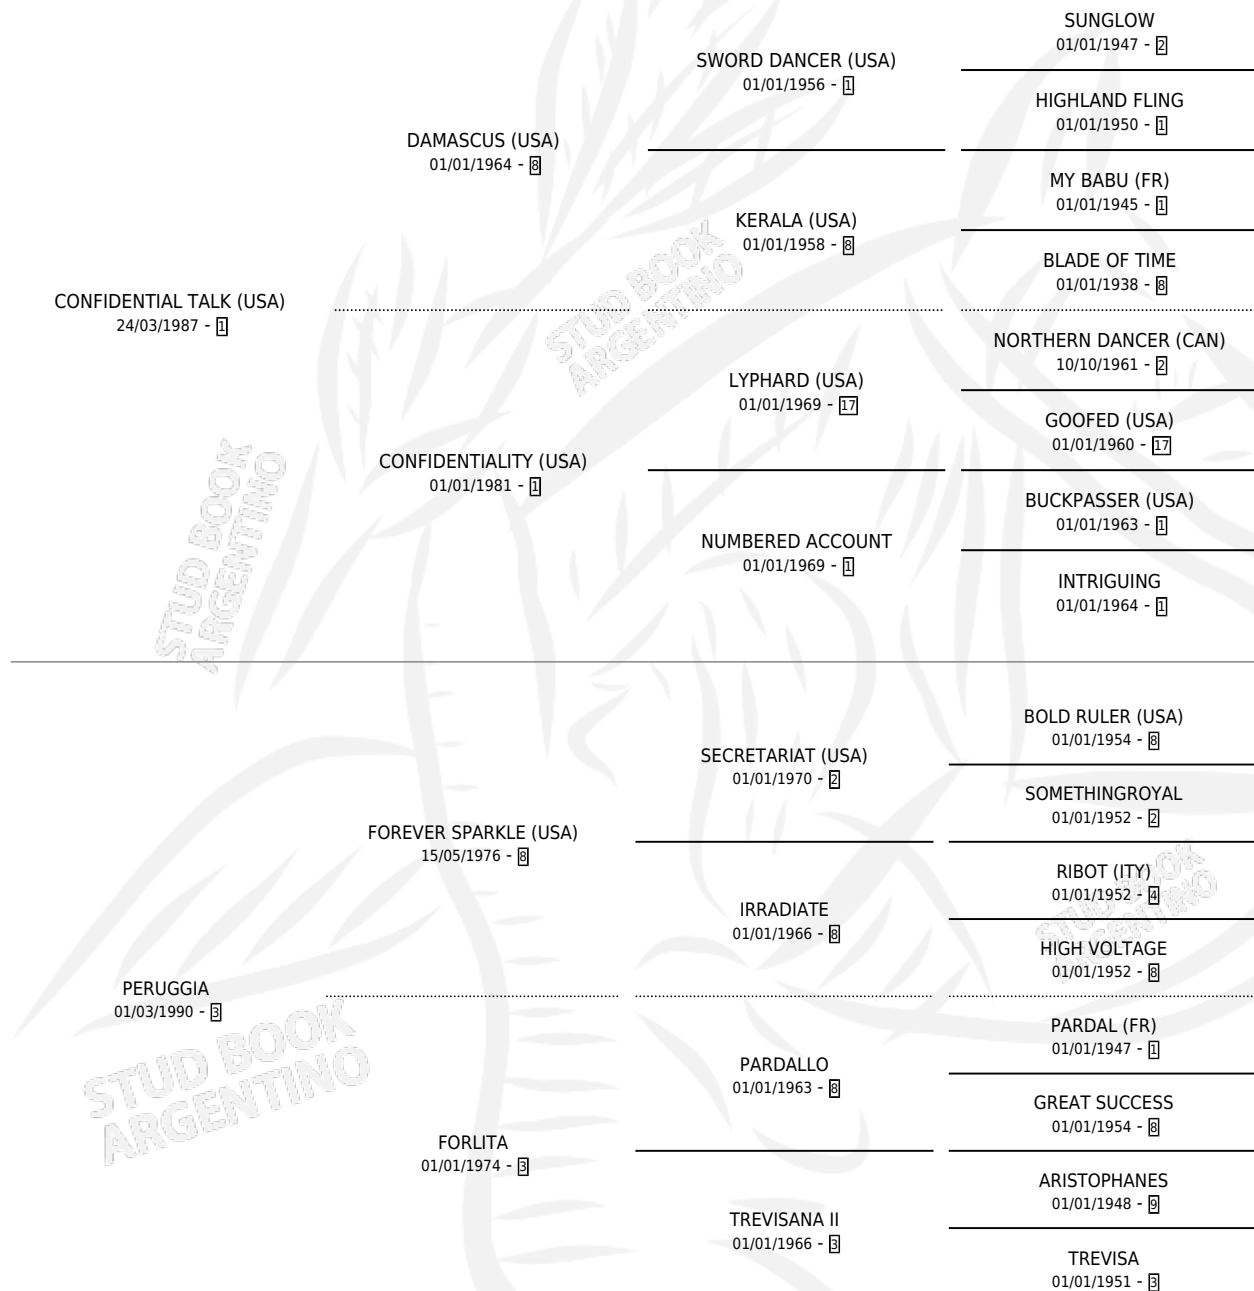 SUNGLOW
01/01/1947 - 2
SWORD DANCER (USA)
01/01/1956 - 1
HIGHLAND FLING
01/01/1950 - 1
DAMASCUS (USA)
01/01/1964 - 8
MY BABU (FR)
01/01/1945 - 1
KERALA (USA)
01/01/1958 - 8
BLADE OF TIME
01/01/1938 - 8
CONFIDENTIAL TALK (USA)
24/03/1987 - 1
NORTHERN DANCER (CAN)
10/10/1961 - 2
LYPHARD (USA)
01/01/1969 - 17
GOOFED (USA)
01/01/1960 - 17
CONFIDENTIALITY (USA)
01/01/1981 - 1
BUCKPASSER (USA)
01/01/1963 - 1
NUMBERED ACCOUNT
01/01/1969 - 1
INTRIGUING
01/01/1964 - 1
BOLD RULER (USA)
01/01/1954 - 8
SECRETARIAT (USA)
01/01/1970 - 2
SOMETHINGROYAL
01/01/1952 - 2
FOREVER SPARKLE (USA)
15/05/1976 - 8
RIBOT (ITY)
01/01/1952 - 4
IRRADIATE
01/01/1966 - 8
HIGH VOLTAGE
01/01/1952 - 8
PERUGGIA
01/03/1990 - 3
PARDAL (FR)
01/01/1947 - 1
PARDALLO
01/01/1963 - 8
GREAT SUCCESS
01/01/1954 - 8
FORLITA
01/01/1974 - 3
ARISTOPHANES
01/01/1948 - 9
TREVISANA II
01/01/1966 - 3
TREVISA
01/01/1951 - 3
STUD BOOK
ARGENTINO
STUD BOOK
ARGENTINO
STUD BOOK
ARGENTINO
STUD BOOK
ARGENTINO